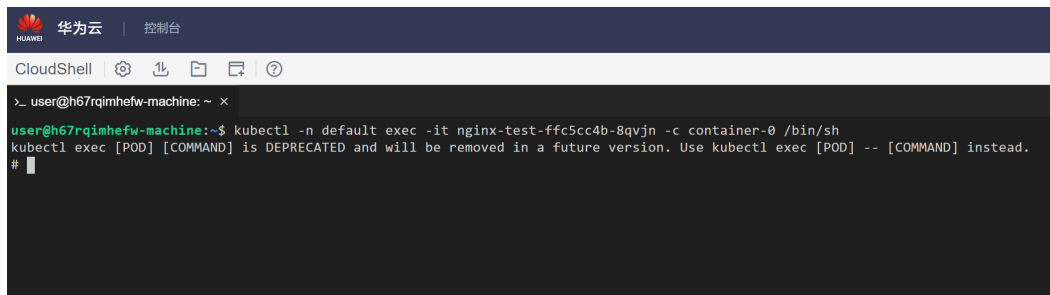 HUAWEI 华为云 | 控制台
CloudShell
>_ user@h67rqimhefw-machine: ~ ×
user@h67rqimhefw-machine:~$ kubectl -n default exec -it nginx-test-ffc5cc4b-8qvjn -c container-0 /bin/sh
kubectl exec [POD] [COMMAND] is DEPRECATED and will be removed in a future version. Use kubectl exec [POD] -- [COMMAND] instead.
#